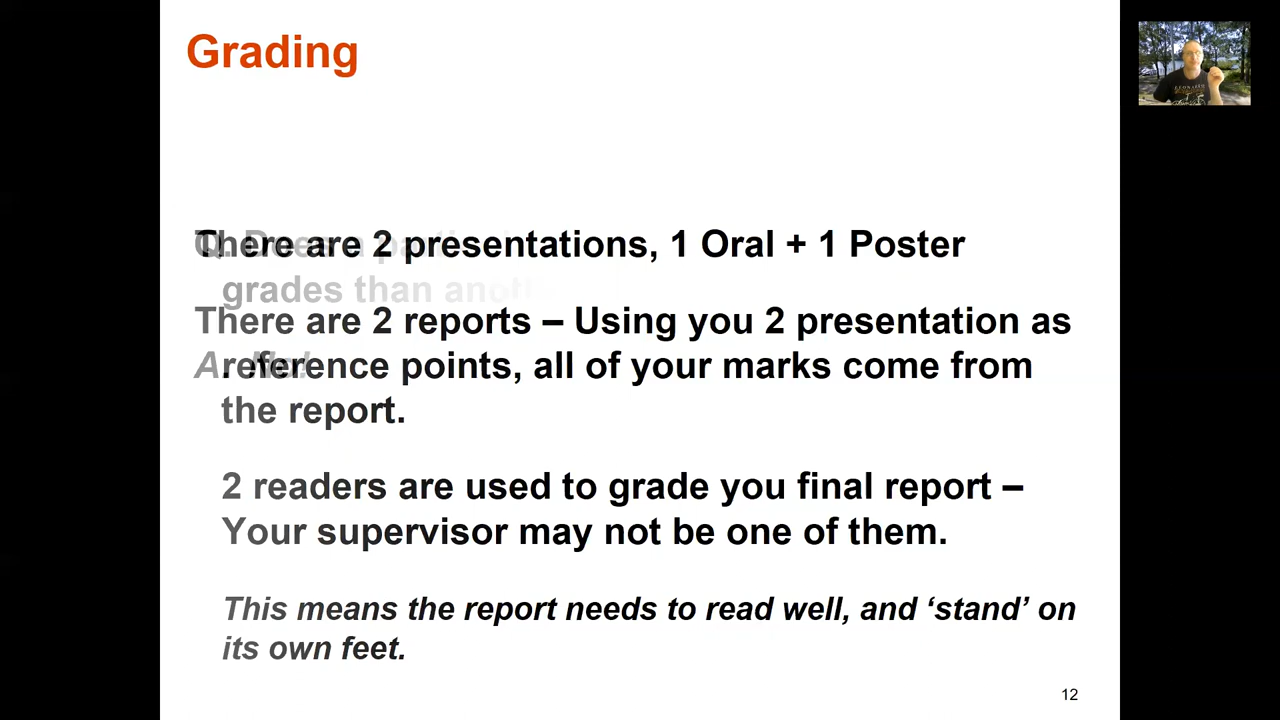 Grading
There are 2 presentations, 1 Oral + 1 Poster
grades than
There are 2 reports – Using you 2 presentation as
reference points, all of your marks come from
the report.
2 readers are used to grade you final report –
Your supervisor may not be one of them.
This means the report needs to read well, and ‘stand’ on
its own feet.
12